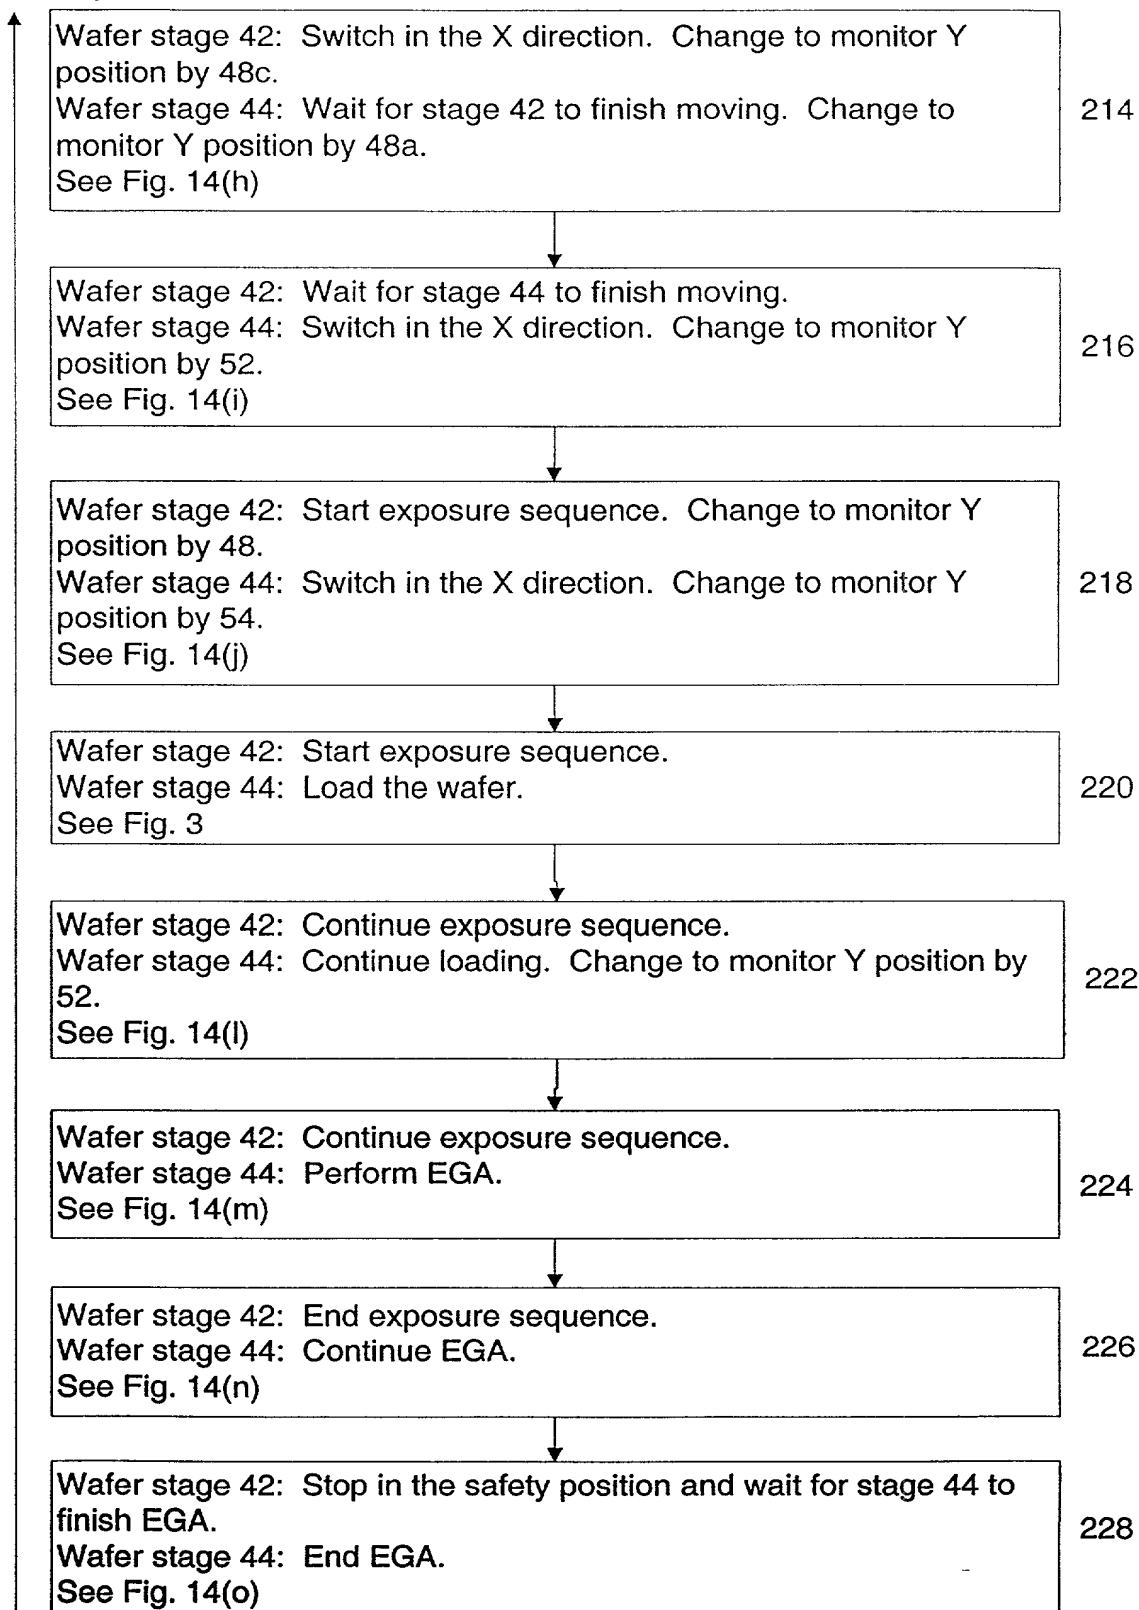 Wafer stage 42: Switch in the X direction. Change to monitor Y
position by 48c.
Wafer stage 44: Wait for stage 42 to finish moving. Change to
monitor Y position by 48a.
See Fig. 14(h)
214
Wafer stage 42: Wait for stage 44 to finish moving.
Wafer stage 44: Switch in the X direction. Change to monitor Y
position by 52.
See Fig. 14(i)
216
Wafer stage 42: Start exposure sequence. Change to monitor Y
position by 48.
Wafer stage 44: Switch in the X direction. Change to monitor Y
position by 54.
See Fig. 14(j)
218
Wafer stage 42: Start exposure sequence.
Wafer stage 44: Load the wafer.
See Fig. 3
220
Wafer stage 42: Continue exposure sequence.
Wafer stage 44: Continue loading. Change to monitor Y position by
52.
See Fig. 14(l)
222
Wafer stage 42: Continue exposure sequence.
Wafer stage 44: Perform EGA.
See Fig. 14(m)
224
Wafer stage 42: End exposure sequence.
Wafer stage 44: Continue EGA.
See Fig. 14(n)
226
Wafer stage 42: Stop in the safety position and wait for stage 44 to
finish EGA.
Wafer stage 44: End EGA.
See Fig. 14(o)
228